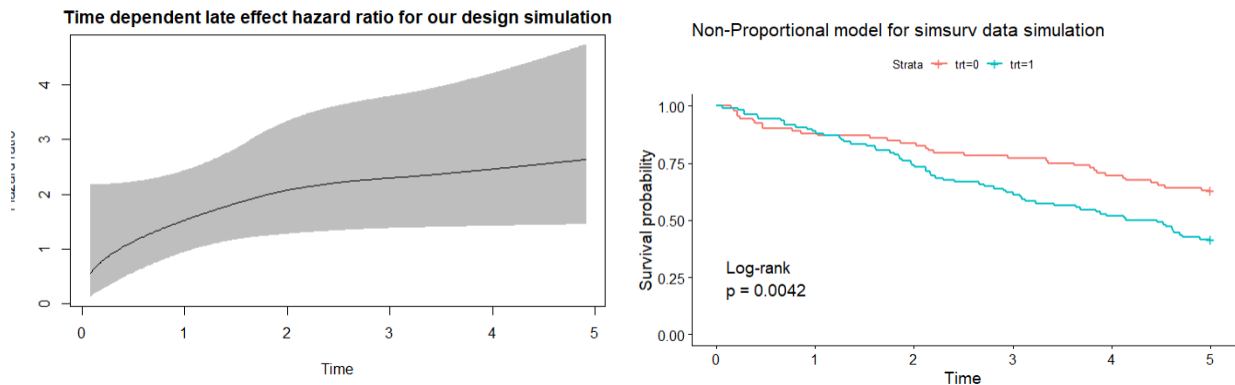 Time dependent late effect hazard ratio for our design simulation
4
3
2
1
0
0 1 2 3 4 5
Time
Non-Proportional model for simsurv data simulation
Strata trt=0 trt=1
Survival probability
1.00
0.75
0.50
0.25
0.00
Log-rank
p = 0.0042
0 1 2 3 4 5
Time